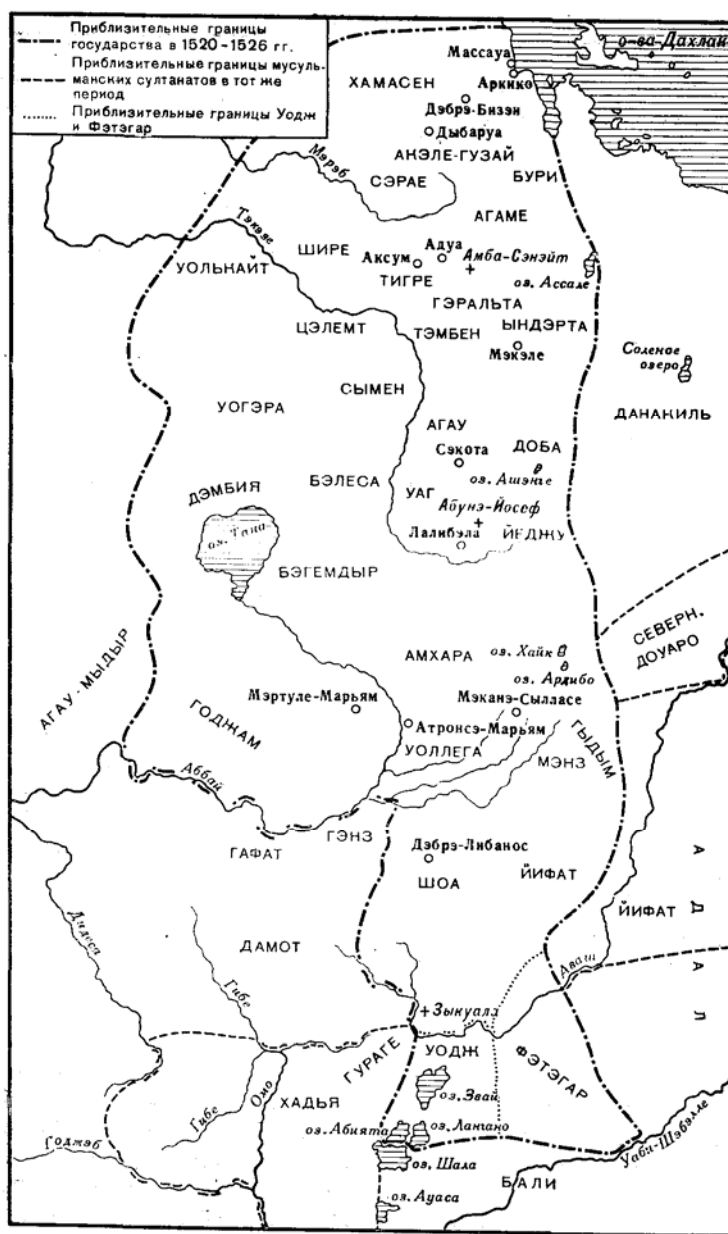 Приблизительные границы
государства в 1520-1526 гг.
Приблизительные границы мусуль-
манских султанатов в тот же
период
Приблизительные границы Уодж
и Фэтэгар
о-ва Дахлак
Массауа
Аркико
ХАМАСЕН
Дэбрэ-Бизэн
Дыбаруа
АКЭЛЕ-ГУЗАЙ
Мэрэб
СЭРАЕ
БУРИ
АГАМЕ
Тэкэзе
ШИРЕ
Адуа
Аксум
Амба-Сэнэйт
УОЛЬКАЙТ
ТИГРЕ
оз. Ассале
ГЭРАЛЬТА
ЦЭЛЕМТ
ТЭМБЕН
ЫНДЭРТА
Мэкэле
Соленое
озеро
СЫМЕН
УОГЭРА
ДАНАКИЛЬ
АГАУ
ДОБА
Сэкота
оз. Ашэнге
БЭЛЕСА
ДЭМБИЯ
УАГ
Абунэ-Йосеф
оз. Тана
Лалибэла
ЙЕДЖУ
БЭГЕМДЫР
СЕВЕРН.
ДОУАРО
АМХАРА
оз. Хайк
оз. Ардибо
АГАУ-МЫДЫР
Мэртуле-Марьям
Мэканэ-Сылласе
ГОДЖАМ
Атронсэ-Марьям
УОЛЛЕГА
ГЫДЫМ
МЭНЗ
Аббай
ГЭНЗ
ГАФАТ
Дэбрэ-Либанос
ШОА
ЙИФАТ
ЙИФАТ
АДАЛ
Дидеса
ДАМОТ
Гибе
Аваш
Зыкуала
УОДЖ
ФЭТЭГАР
ГУРАГЕ
оз. Звай
Омо
ХАДЬЯ
Гибе
оз. Абията
оз. Лангано
Годжэб
оз. Шала
Уаби-Шэбэлле
БАЛИ
оз. Ауаса